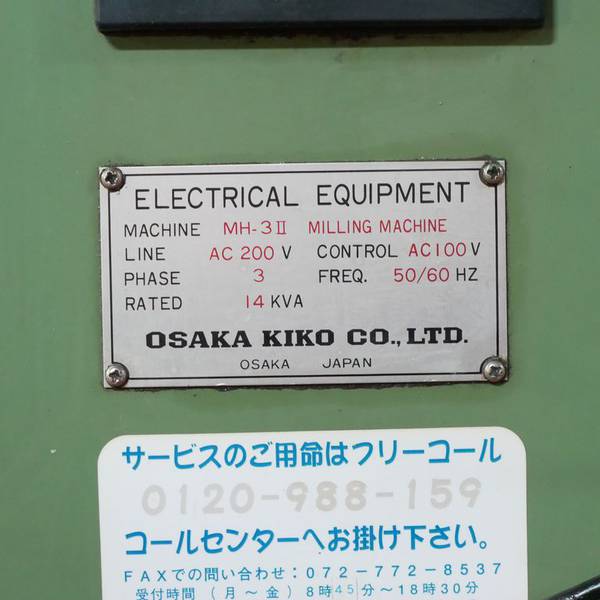 ELECTRICAL EQUIPMENT
MACHINE MH-3Ⅱ MILLING MACHINE
LINE AC 200 V CONTROL AC100 V
PHASE 3 FREQ. 50/60 HZ
RATED 14 KVA
OSAKA KIKO CO.,LTD.
OSAKA JAPAN
サービスのご用命はフリーコール
0120-988-159
コールセンターへお掛け下さい。
FAXでの問い合わせ：072-772-8537
受付時間（月～金）8時45分～18時30分